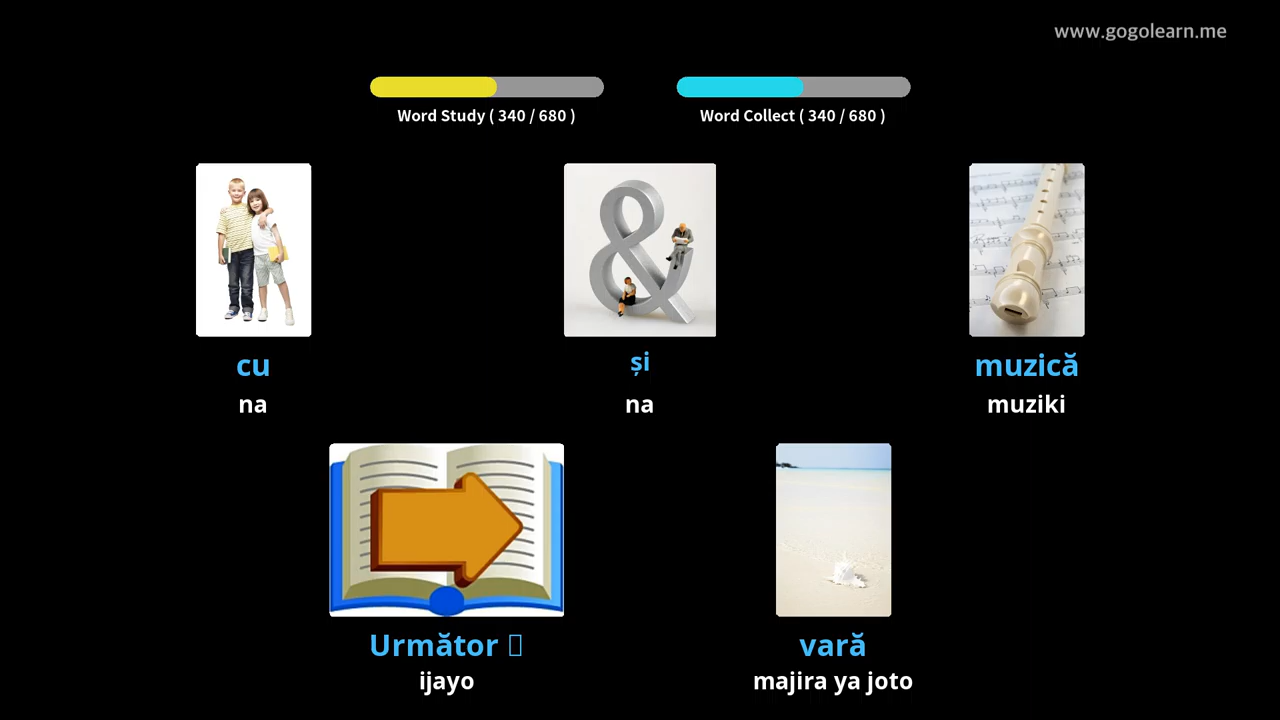 www.gogolearn.me
Word Study ( 340 / 680 )
Word Collect ( 340 / 680 )
cu
na
și
na
muzică
muziki
Următor
ijayo
vară
majira ya joto